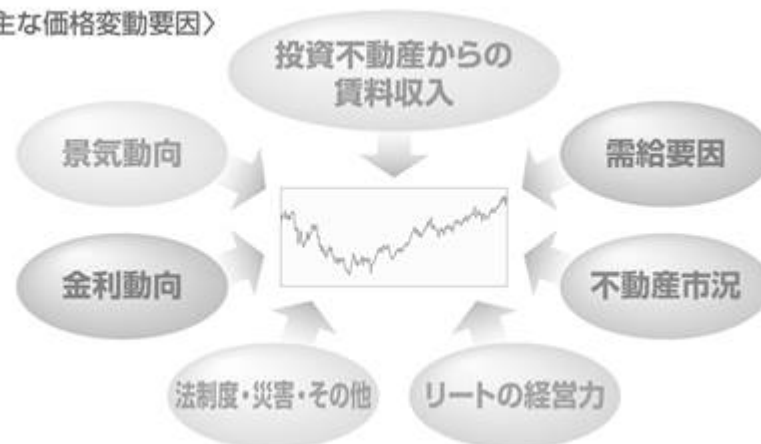 主な価格変動要因〉
投資不動産からの
賃料収入
景気動向
需給要因
金利動向
不動産市況
法制度・災害・その他
リートの経営力